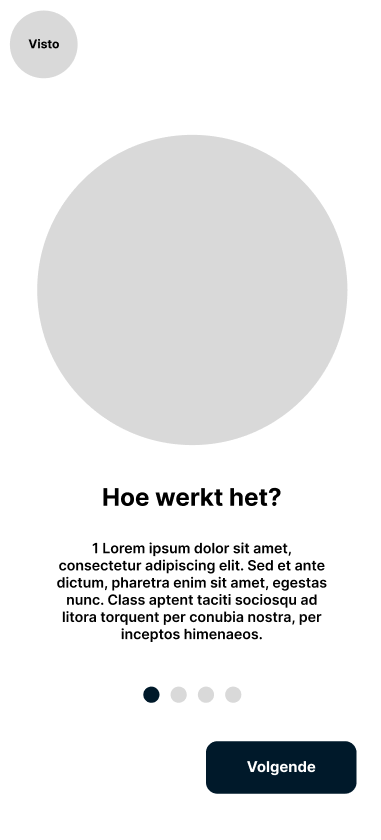 Visto
Hoe werkt het?
1 Lorem ipsum dolor sit amet,
consectetur adipiscing elit. Sed et ante
dictum, pharetra enim sit amet, egestas
nunc. Class aptent taciti sociosqu ad
litora torquent per conubia nostra, per
inceptos himenaeos.
Volgende